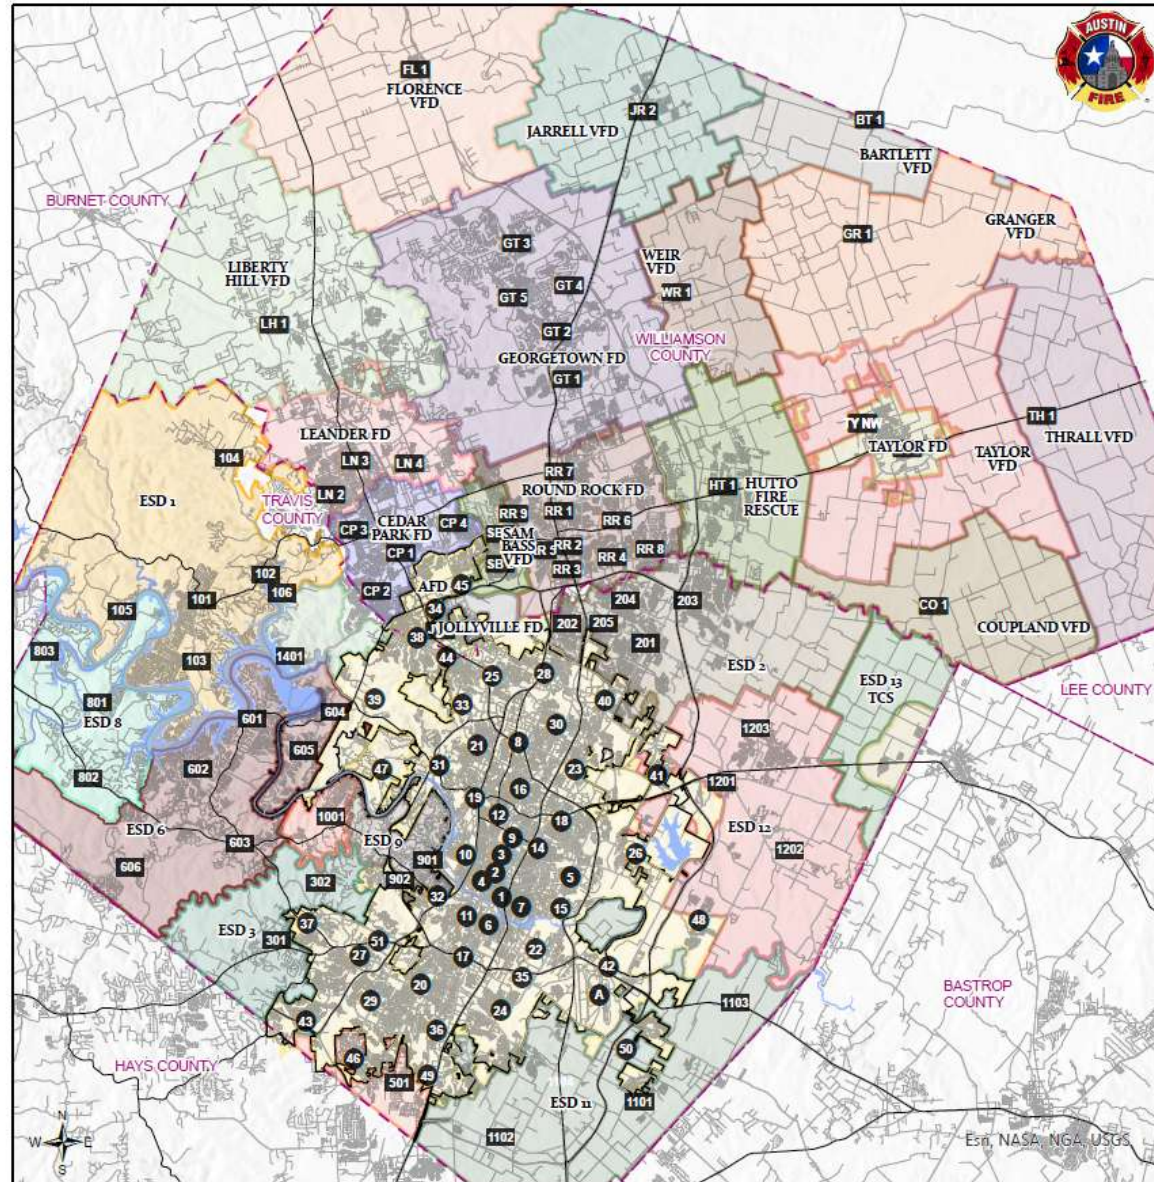 AUSTIN
FIRE
FL 1
FLORENCE
VFD
JR 2
JARRELL VFD
BT 1
BARTLETT
VFD
BURNET COUNTY
GRANGER
VFD
GR 1
GT 3
WEIR
VFD
LIBERTY
HILL VFD
GT 4
GT 5
WR 1
LH 1
GT 2
WILLIAMSON
COUNTY
GEORGETOWN FD
GT 1
TH 1
THRALL VFD
TY NW
TAYLOR FD
TAYLOR
VFD
LEANDER FD
104
LN 3
LN 4
RR 7
ROUND ROCK FD
HT 1
HUTTO
FIRE
RESCUE
ESD 1
TRAVIS
COUNTY
LN 2
RR 9
RR 1
RR 6
CP 3
CEDAR
PARK FD
CP 4
SAM
BASS
VFD
CP 1
RR 2
RR 4
RR 8
RR 3
102
106
CP 2
AFD
45
101
105
34
204
203
CO 1
COUPLAND VFD
38
JOLLYVILLE FD
202
205
201
803
103
1401
44
25
28
ESD 2
ESD 13
TCS
LEE COUNTY
801
ESD 8
601
604
39
33
40
605
30
1203
602
21
8
802
47
31
23
41
1201
16
19
ESD 6
1001
12
18
ESD 12
603
ESD 9
9
14
26
1202
606
901
10
3
302
902
2
4
5
32
1
7
15
37
11
6
48
ESD 3
301
51
27
17
22
42
20
35
A
BASTROP
COUNTY
29
24
1103
43
36
50
46
HAYS COUNTY
501
49
ESD 11
1101
1102
N
W
E
S
Esri, NASA, NGA, USGS